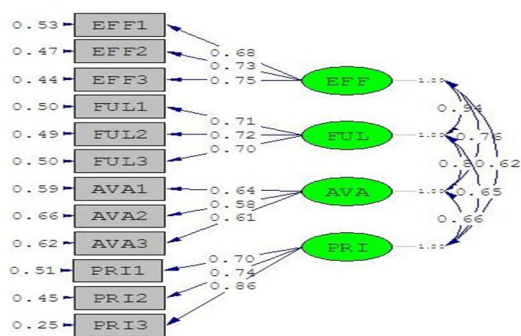 0.53 EFF1
0.47 EFF2
0.44 EFF3
0.50 FUL1
0.49 FUL2
0.50 FUL3
0.59 AVA1
0.66 AVA2
0.62 AVA3
0.51 PRI1
0.45 PRI2
0.25 PRI3
0.68
0.73
0.75
0.71
0.72
0.70
0.64
0.58
0.61
0.70
0.74
0.86
EFF 1.00
FUL 1.00
AVA 1.00
PRI 1.00
0.94
0.76
0.62
0.65
0.66